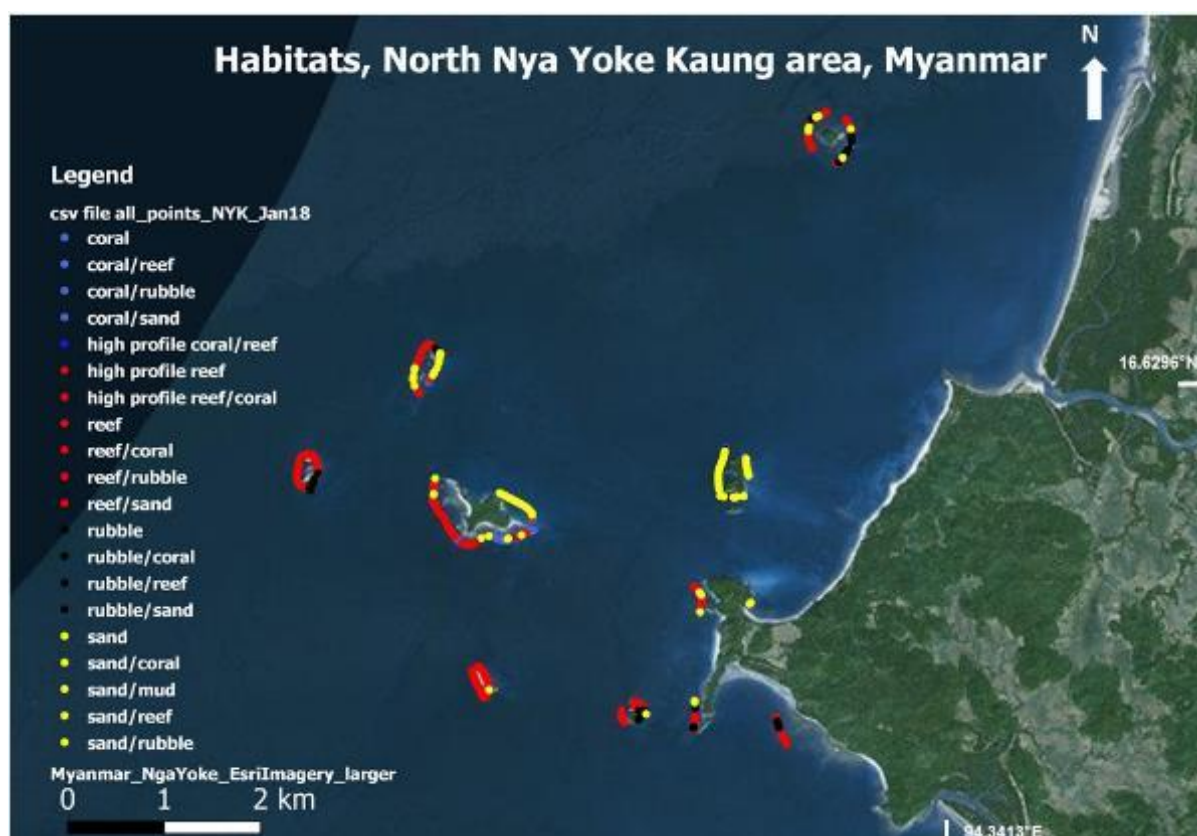 Habitats, North Nya Yoke Kaung area, Myanmar
N
Legend
csv file all_points_NYK_Jan18
coral
coral/reef
coral/rubble
coral/sand
high profile coral/reef
high profile reef
high profile reef/coral
reef
reef/coral
reef/rubble
reef/sand
rubble
rubble/coral
rubble/reef
rubble/sand
sand
sand/coral
sand/mud
sand/reef
sand/rubble
16.6296°N
Myanmar_NgaYoke_EsriImagery_larger
0 1 2 km
94.3413°E